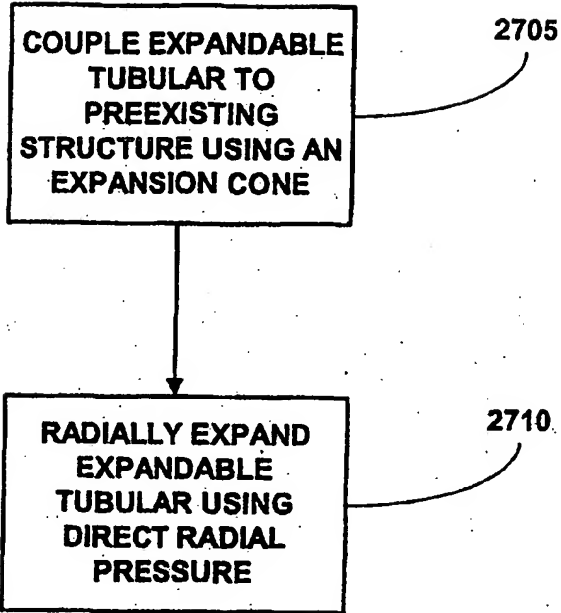 COUPLE EXPANDABLE
TUBULAR TO
PREEXISTING
STRUCTURE USING AN
EXPANSION CONE
2705
RADIALLY EXPAND
EXPANDABLE
TUBULAR USING
DIRECT RADIAL
PRESSURE
2710